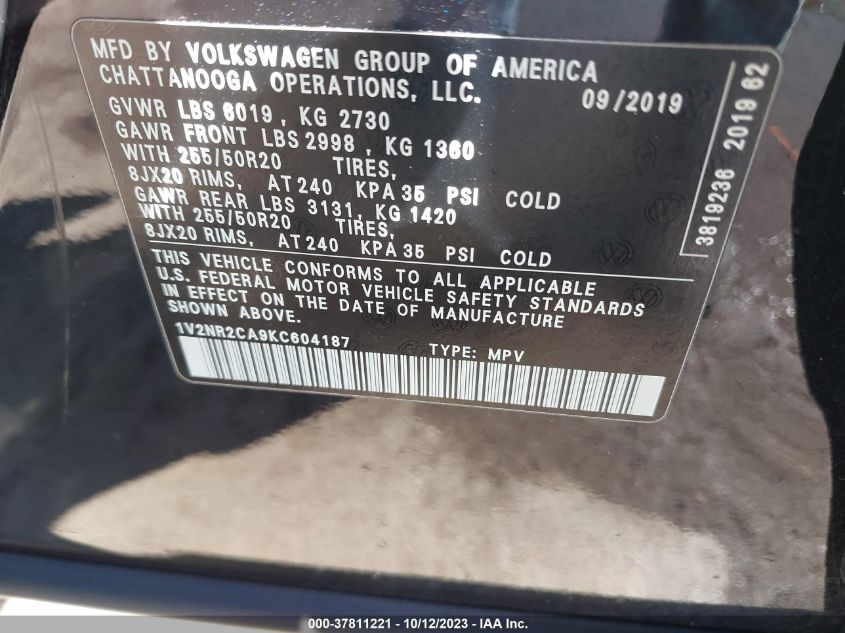 MFD BY VOLKSWAGEN GROUP OF AMERICA
CHATTANOOGA OPERATIONS, LLC.
09/2019
GVWR LBS 6019, KG 2730
GAWR FRONT LBS 2998, KG 1360
WITH 255/50R20 TIRES,
8JX20 RIMS, AT 240 KPA 35 PSI COLD
GAWR REAR LBS 3131, KG 1420
WITH 255/50R20 TIRES,
8JX20 RIMS, AT 240 KPA 35 PSI COLD
THIS VEHICLE CONFORMS TO ALL APPLICABLE
U.S. FEDERAL MOTOR VEHICLE SAFETY STANDARDS
IN EFFECT ON THE DATE OF MANUFACTURE
SHOWN ABOVE.
1V2NR2CA9KC604187 TYPE: MPV
3819236 2019 62
000-37811221 - 10/12/2023 - IAA Inc.